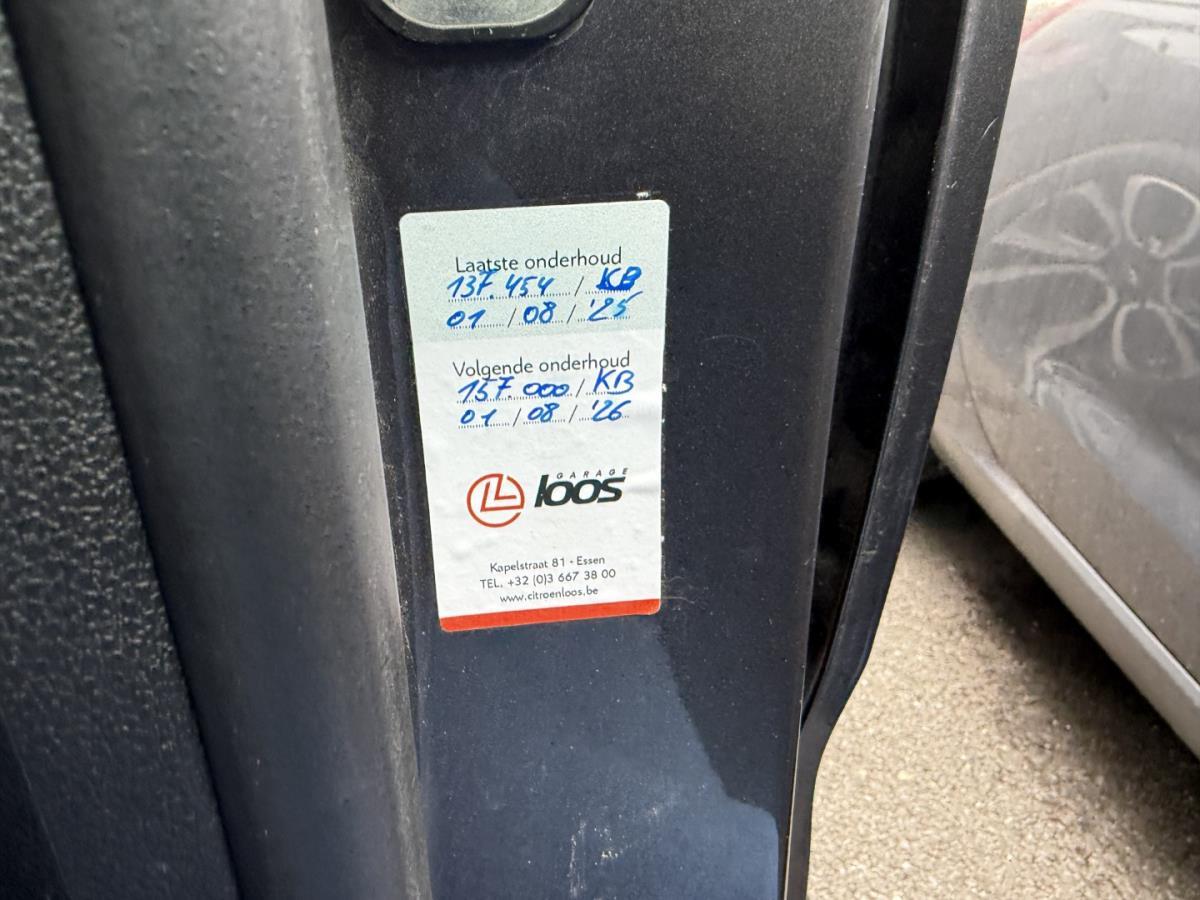 Laatste onderhoud
137.454 / KB
01 / 08 / '25
Volgende onderhoud
157.000 / KB
01 / 08 / '26
GARAGE
loos
Kapelstraat 81 - Essen
TEL. +32 (0)3 667 38 00
www.citroenloos.be